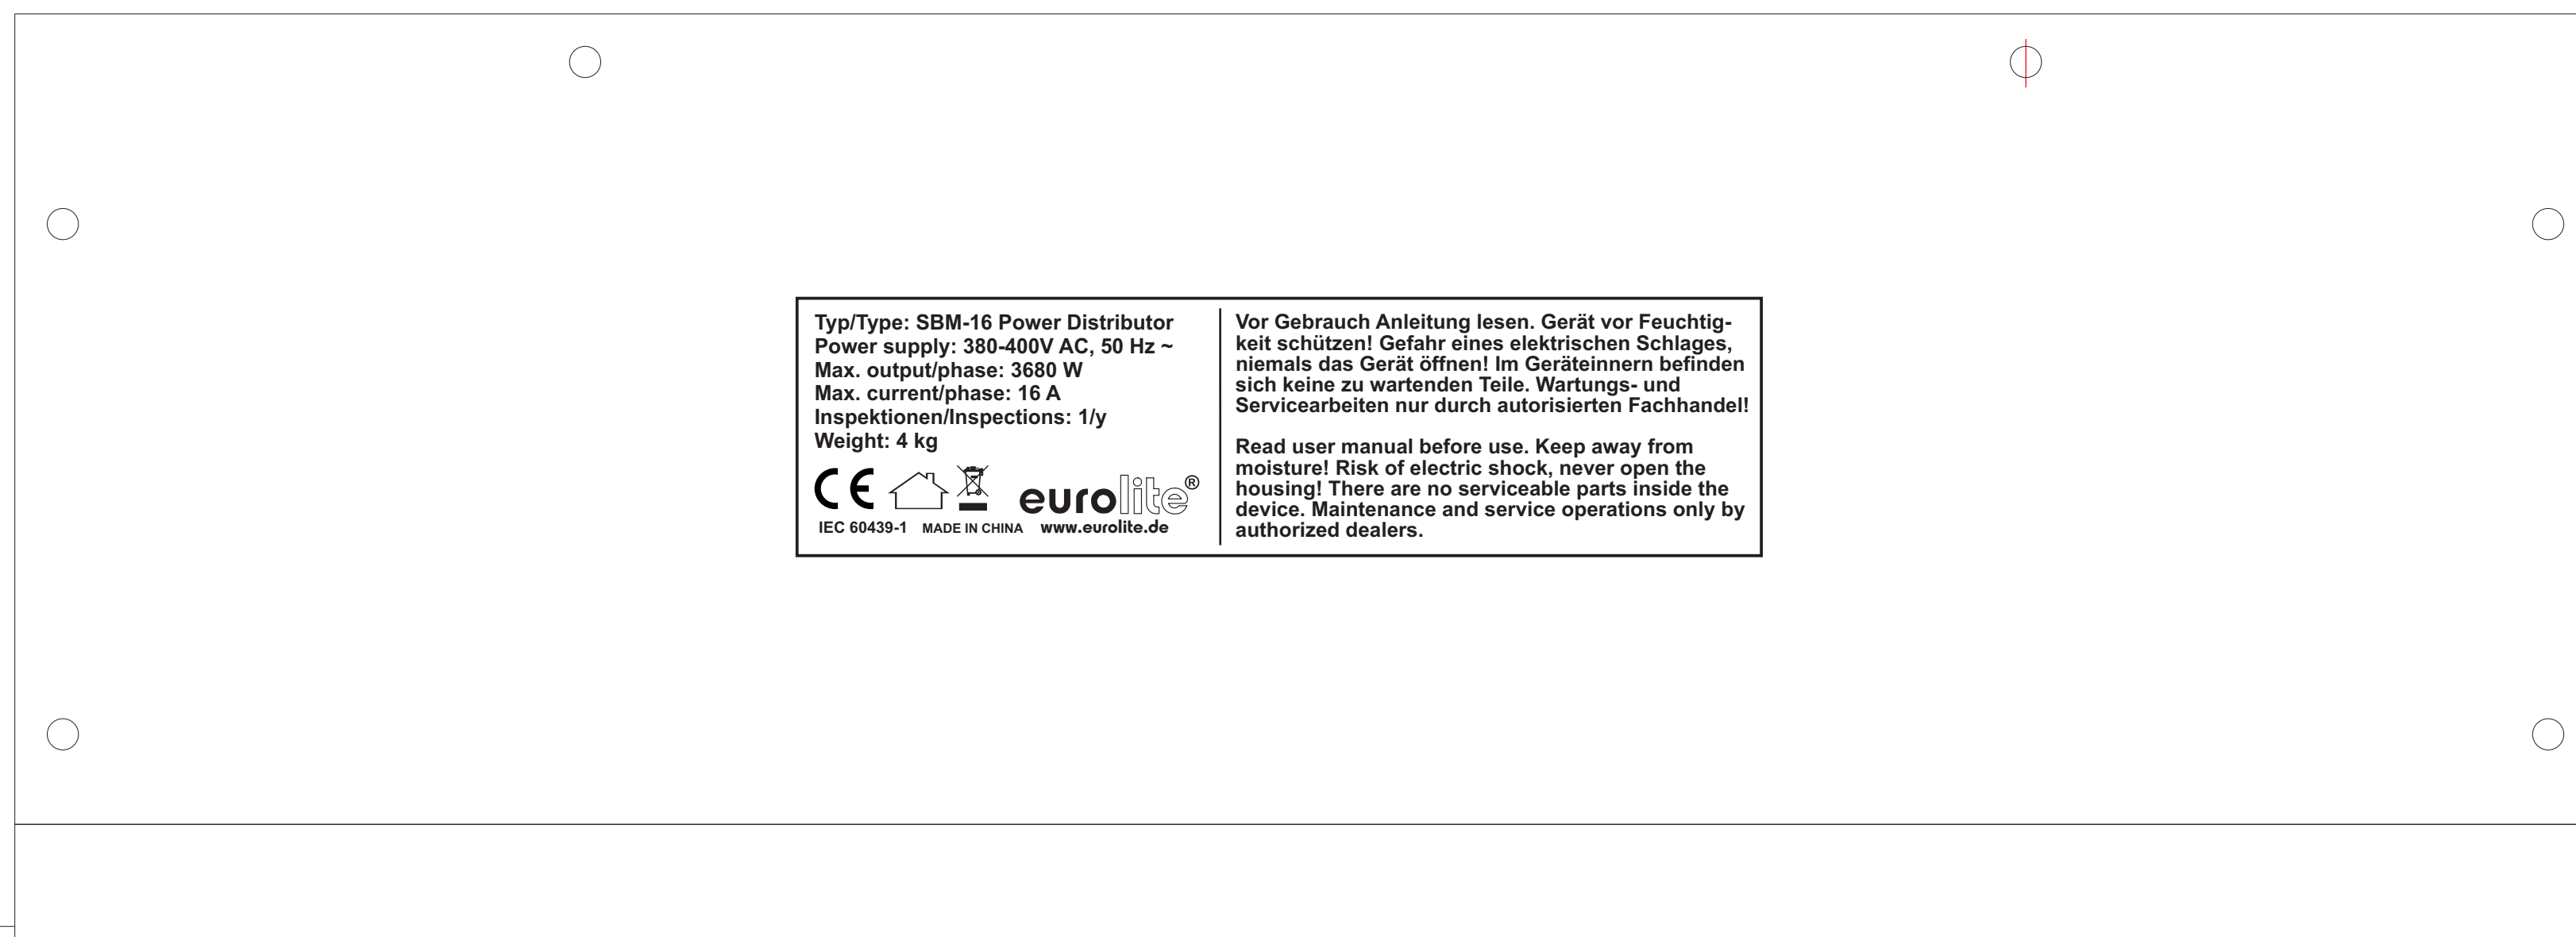 Typ/Type: SBM-16 Power Distributor
Power supply: 380-400V AC, 50 Hz ~
Max. output/phase: 3680 W
Max. current/phase: 16 A
Inspektionen/Inspections: 1/y
Weight: 4 kg
CE
eurolite®
IEC 60439-1 MADE IN CHINA www.eurolite.de
Vor Gebrauch Anleitung lesen. Gerät vor Feuchtig-
keit schützen! Gefahr eines elektrischen Schlages,
niemals das Gerät öffnen! Im Geräteinnern befinden
sich keine zu wartenden Teile. Wartungs- und
Servicearbeiten nur durch autorisierten Fachhandel!
Read user manual before use. Keep away from
moisture! Risk of electric shock, never open the
housing! There are no serviceable parts inside the
device. Maintenance and service operations only by
authorized dealers.